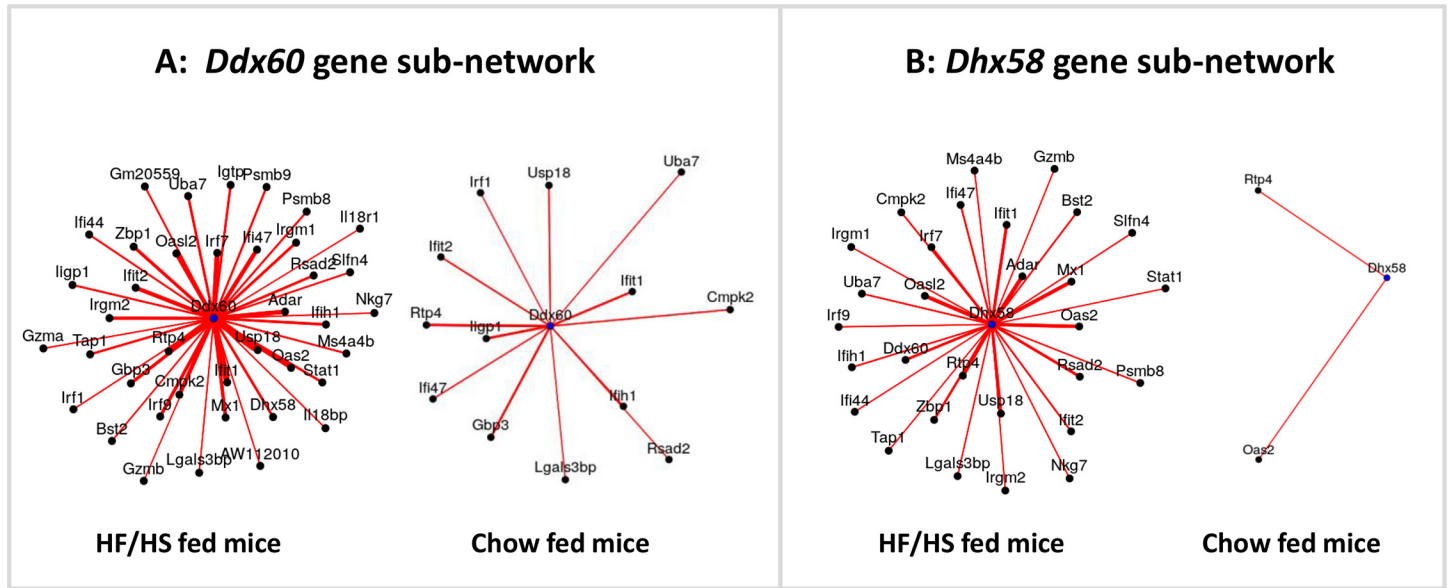 A: Ddx60 gene sub-network
Gm20559
Uba7
Igtp
Psmb9
Psmb8
Il18r1
Ifi44
Zbp1
Oasl2
Irf7
Ifi47
Irgm1
Iigp1
Ifit2
Rsad2
Slfn4
Irgm2
Ddx60
Adar
Nkg7
Ifih1
Gzma
Tap1
Rtp4
Usp18
Ms4a4b
Gbp3
Cmpk2
Ifit1
Oas2
Stat1
Irf1
Irf9
Mx1
Dhx58
Il18bp
Bst2
Gzmb
Lgals3bp
AW112010
HF/HS fed mice
Uba7
Usp18
Irf1
Ifit2
Ifit1
Cmpk2
Rtp4
Iigp1
Ddx60
Ifi47
Ifih1
Gbp3
Rsad2
Lgals3bp
Chow fed mice
B: Dhx58 gene sub-network
Ms4a4b
Gzmb
Cmpk2
Ifi47
Ifit1
Bst2
Slfn4
Irgm1
Irf7
Adar
Mx1
Stat1
Uba7
Oasl2
Irf9
Dhx58
Oas2
Ifih1
Ddx60
Rtp4
Rsad2
Psmb8
Ifi44
Zbp1
Usp18
Ifit2
Tap1
Lgals3bp
Irgm2
Nkg7
HF/HS fed mice
Rtp4
Dhx58
Oas2
Chow fed mice